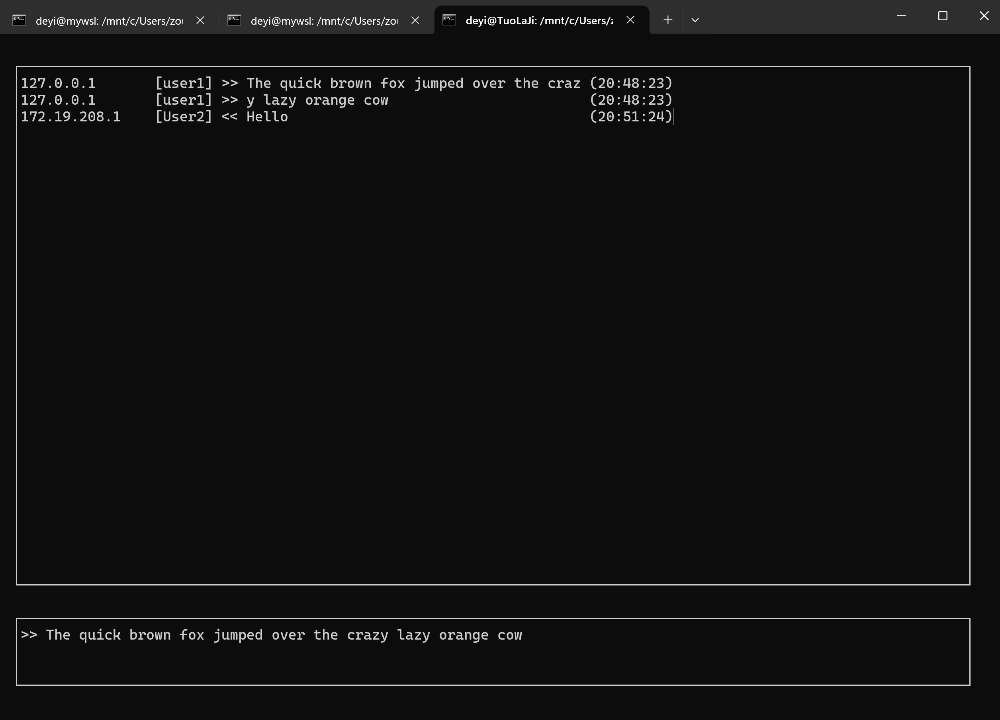 deyi@mywsl: /mnt/c/Users/zo
deyi@mywsl: /mnt/c/Users/zo
deyi@TuoLaJi: /mnt/c/Users/z
127.0.0.1 [user1] >> The quick brown fox jumped over the craz (20:48:23)
127.0.0.1 [user1] >> y lazy orange cow (20:48:23)
172.19.208.1 [User2] << Hello (20:51:24)
>> The quick brown fox jumped over the crazy lazy orange cow